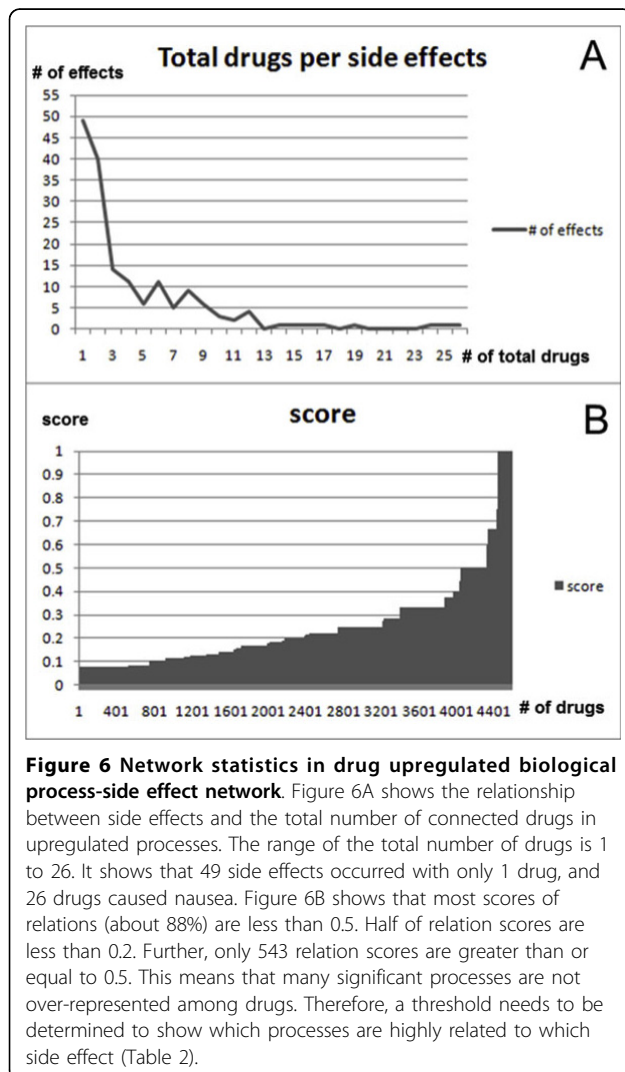 Total drugs per side effects
A
# of effects
55
50
45
40
35
30
25
20
15
10
5
0
# of effects
1 3 5 7 9 11 13 15 17 19 21 23 25 # of total drugs
B
score
score
1
0.9
0.8
0.7
0.6
0.5
0.4
0.3
0.2
0.1
0
score
1 401 801 1201 1601 2001 2401 2801 3201 3601 4001 4401 # of drugs
Figure 6 Network statistics in drug upregulated biological
process-side effect network. Figure 6A shows the relationship
between side effects and the total number of connected drugs in
upregulated processes. The range of the total number of drugs is 1
to 26. It shows that 49 side effects occurred with only 1 drug, and
26 drugs caused nausea. Figure 6B shows that most scores of
relations (about 88%) are less than 0.5. Half of relation scores are
less than 0.2. Further, only 543 relation scores are greater than or
equal to 0.5. This means that many significant processes are not
over-represented among drugs. Therefore, a threshold needs to be
determined to show which processes are highly related to which
side effect (Table 2).